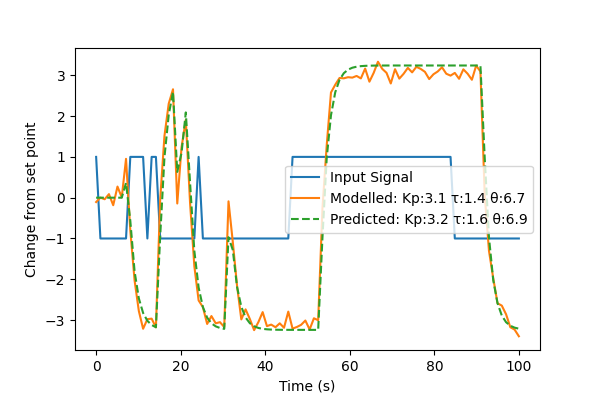 3
2
1
0
−1
−2
−3
Change from set point
Input Signal
Modelled: Kp:3.1 τ:1.4 θ:6.7
Predicted: Kp:3.2 τ:1.6 θ:6.9
0 20 40 60 80 100
Time (s)